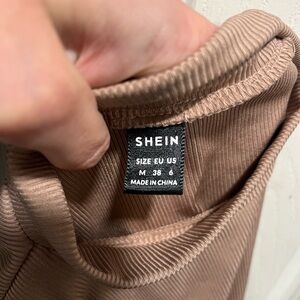 SHEIN
SIZE EU US
M 38 6
MADE IN CHINA